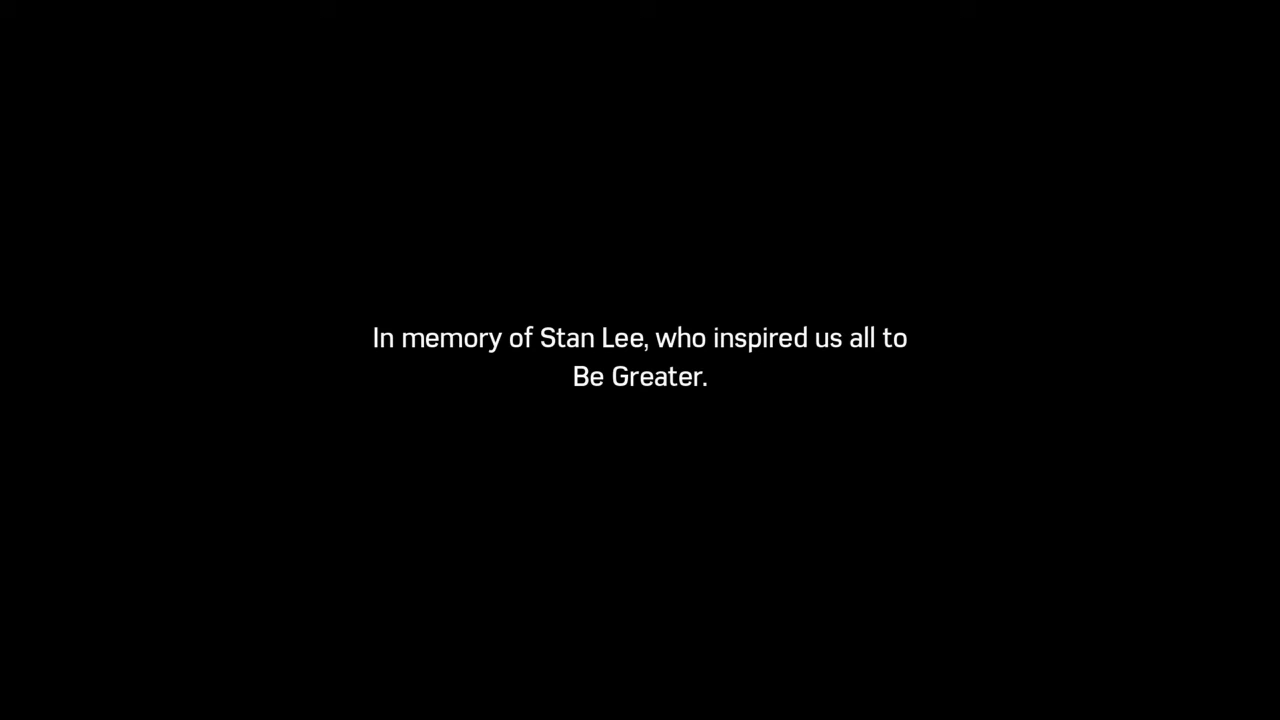 In memory of Stan Lee, who inspired us all to
Be Greater.